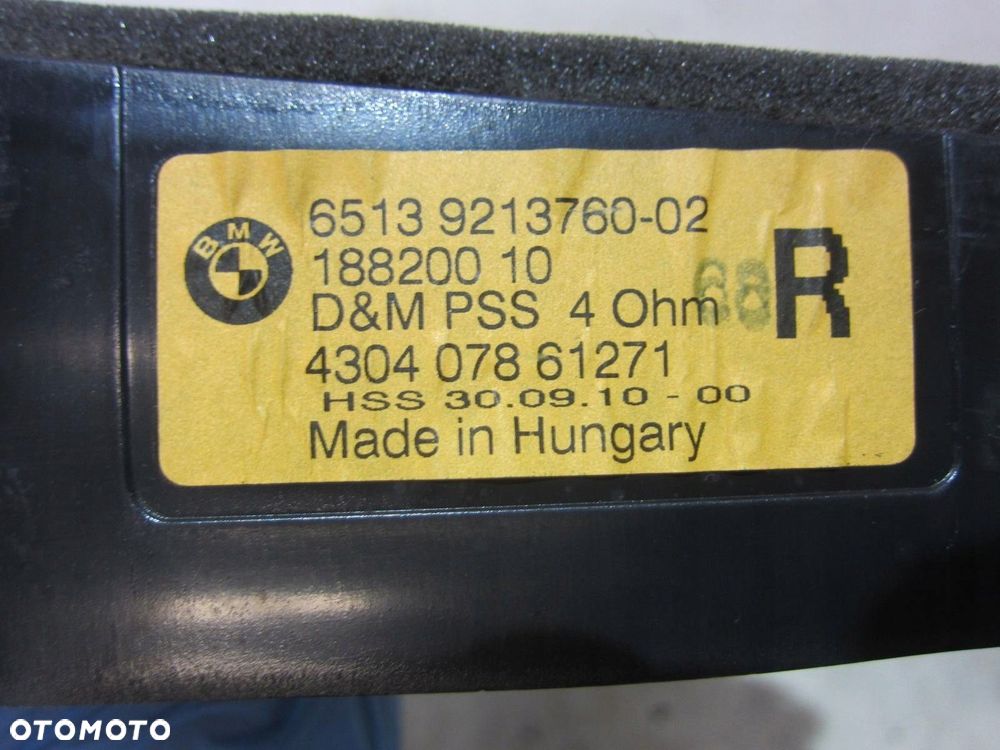 BMW
6513 9213760-02
188200 10
D&M PSS 4 Ohm
R
4304 078 61271
HSS 30.09.10 - 00
Made in Hungary
OTOMOTO